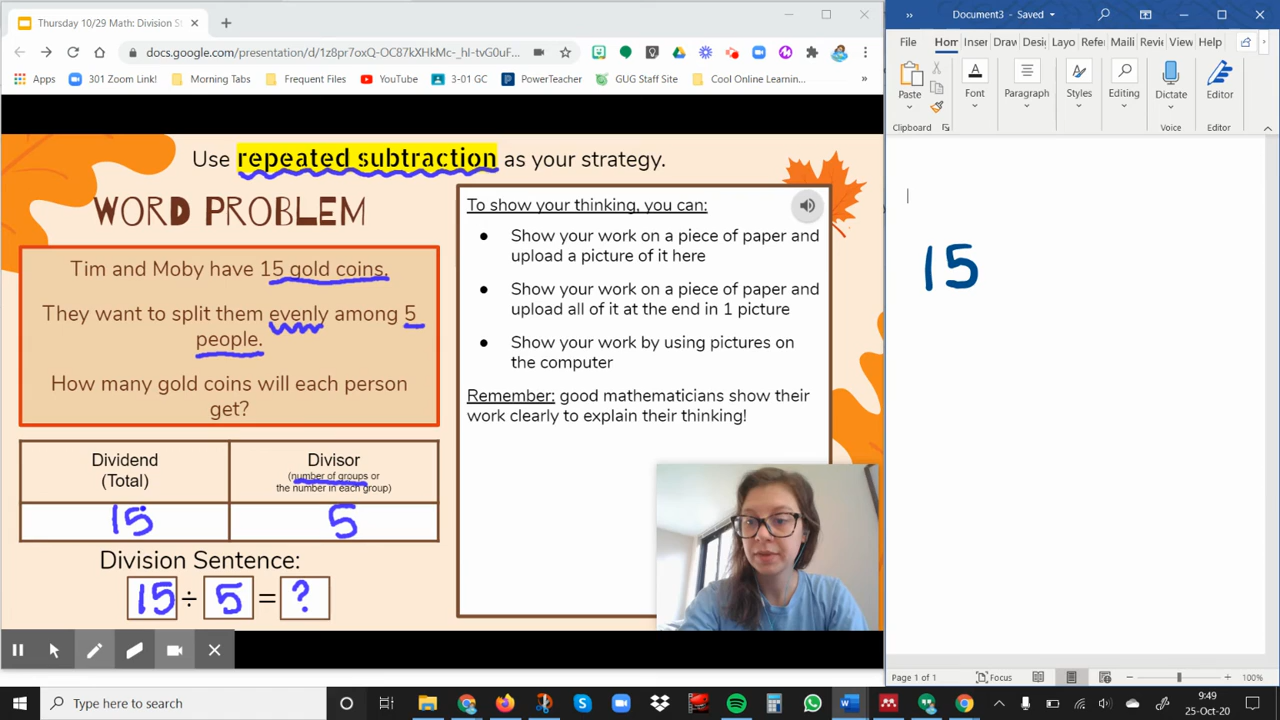 Thursday 10/29 Math: Division S
docs.google.com/presentation/d/1z8pr7oxQ-OC87kXHkMc-_hI-tvG0uF...
Apps
301 Zoom Link!
Morning Tabs
Frequent Files
YouTube
3-01 GC
PowerTeacher
GUG Staff Site
Cool Online Learnin...
Use repeated subtraction as your strategy.
WORD PROBLEM
Tim and Moby have 15 gold coins.
They want to split them evenly among 5
people.
How many gold coins will each person
get?
Dividend
(Total)
Divisor
(number of groups or
the number in each group)
15
5
Division Sentence:
15 ÷ 5 = ?
To show your thinking, you can:
● Show your work on a piece of paper and
upload a picture of it here
● Show your work on a piece of paper and
upload all of it at the end in 1 picture
● Show your work by using pictures on
the computer
Remember: good mathematicians show their
work clearly to explain their thinking!
Document3 - Saved
File
Hom
Inser
Draw
Desi
Layo
Refer
Maili
Revie
View
Help
Paste
Font
Paragraph
Styles
Editing
Dictate
Editor
Clipboard
Voice
Editor
15
Page 1 of 1
Focus
100%
Type here to search
9:49
25-Oct-20